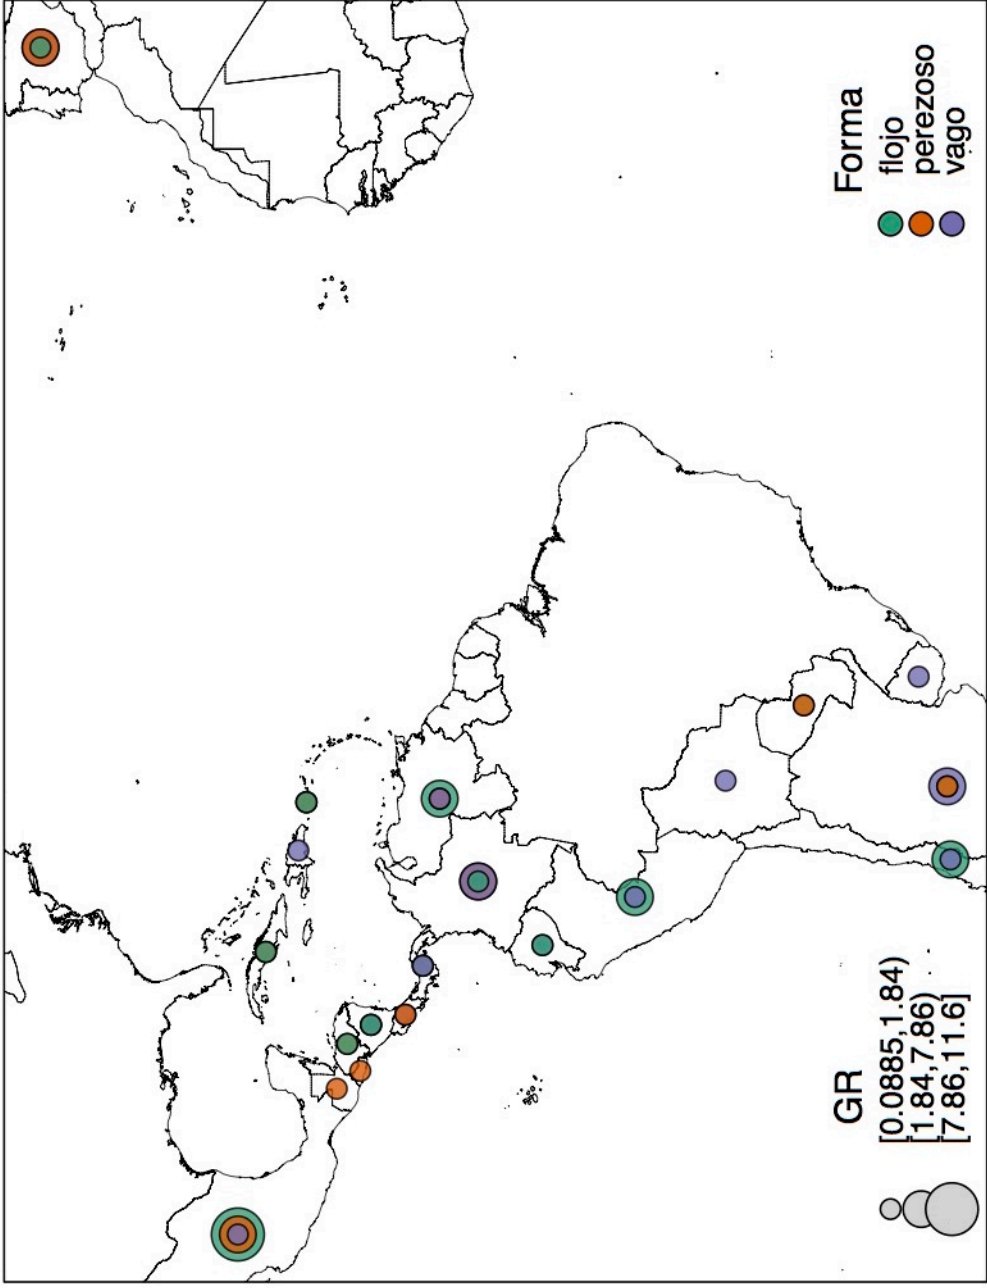 GR
[0.0885,1.84)
[1.84,7.86)
[7.86,11.6]
Forma
flojo
perezoso
vago